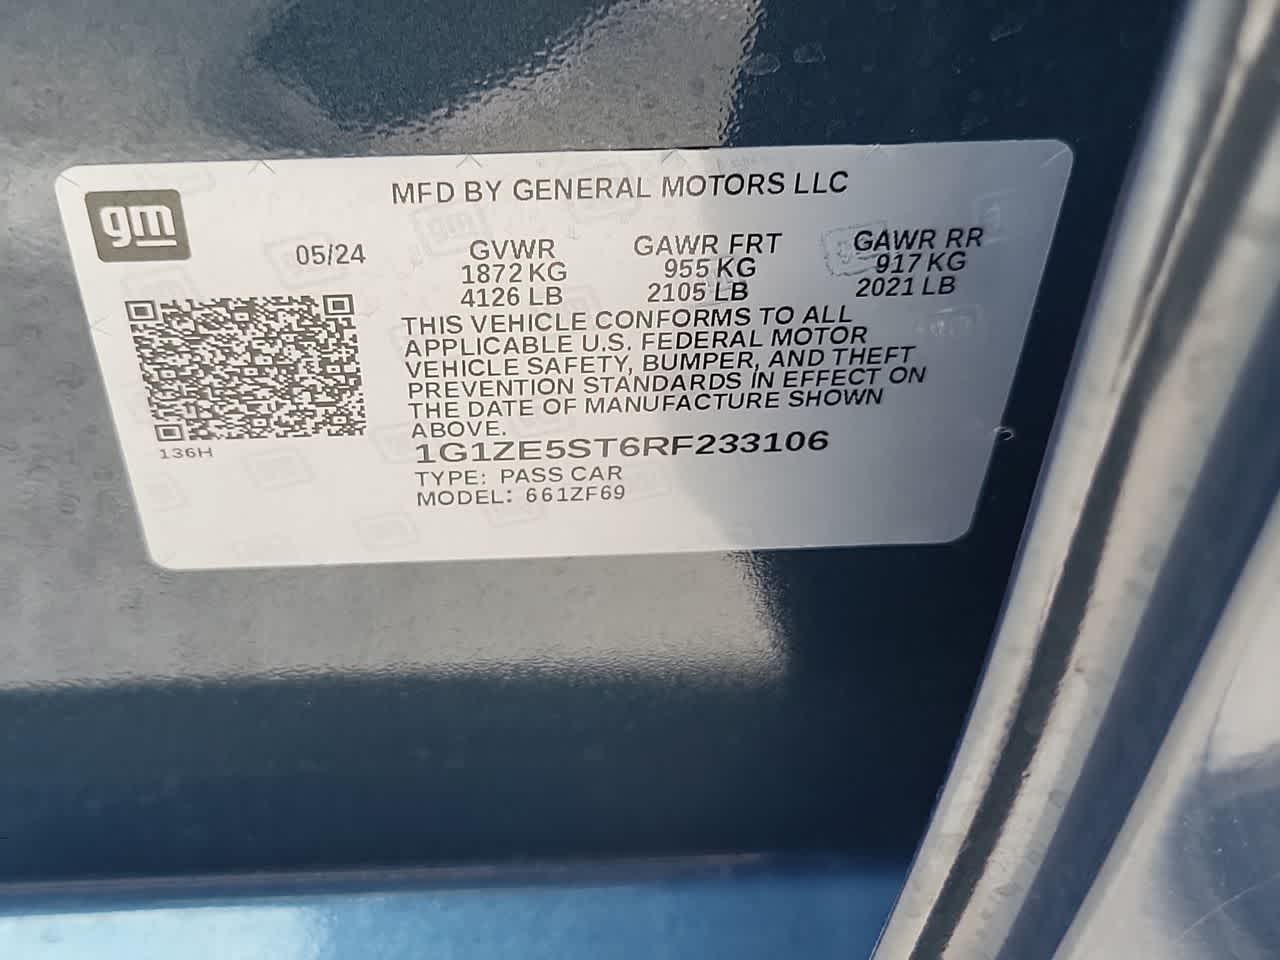 gm
MFD BY GENERAL MOTORS LLC
05/24
GVWR
1872 KG
4126 LB
GAWR FRT
955 KG
2105 LB
GAWR RR
917 KG
2021 LB
THIS VEHICLE CONFORMS TO ALL
APPLICABLE U.S. FEDERAL MOTOR
VEHICLE SAFETY, BUMPER, AND THEFT
PREVENTION STANDARDS IN EFFECT ON
THE DATE OF MANUFACTURE SHOWN
ABOVE.
136H
1G1ZE5ST6RF233106
TYPE: PASS CAR
MODEL: 661ZF69